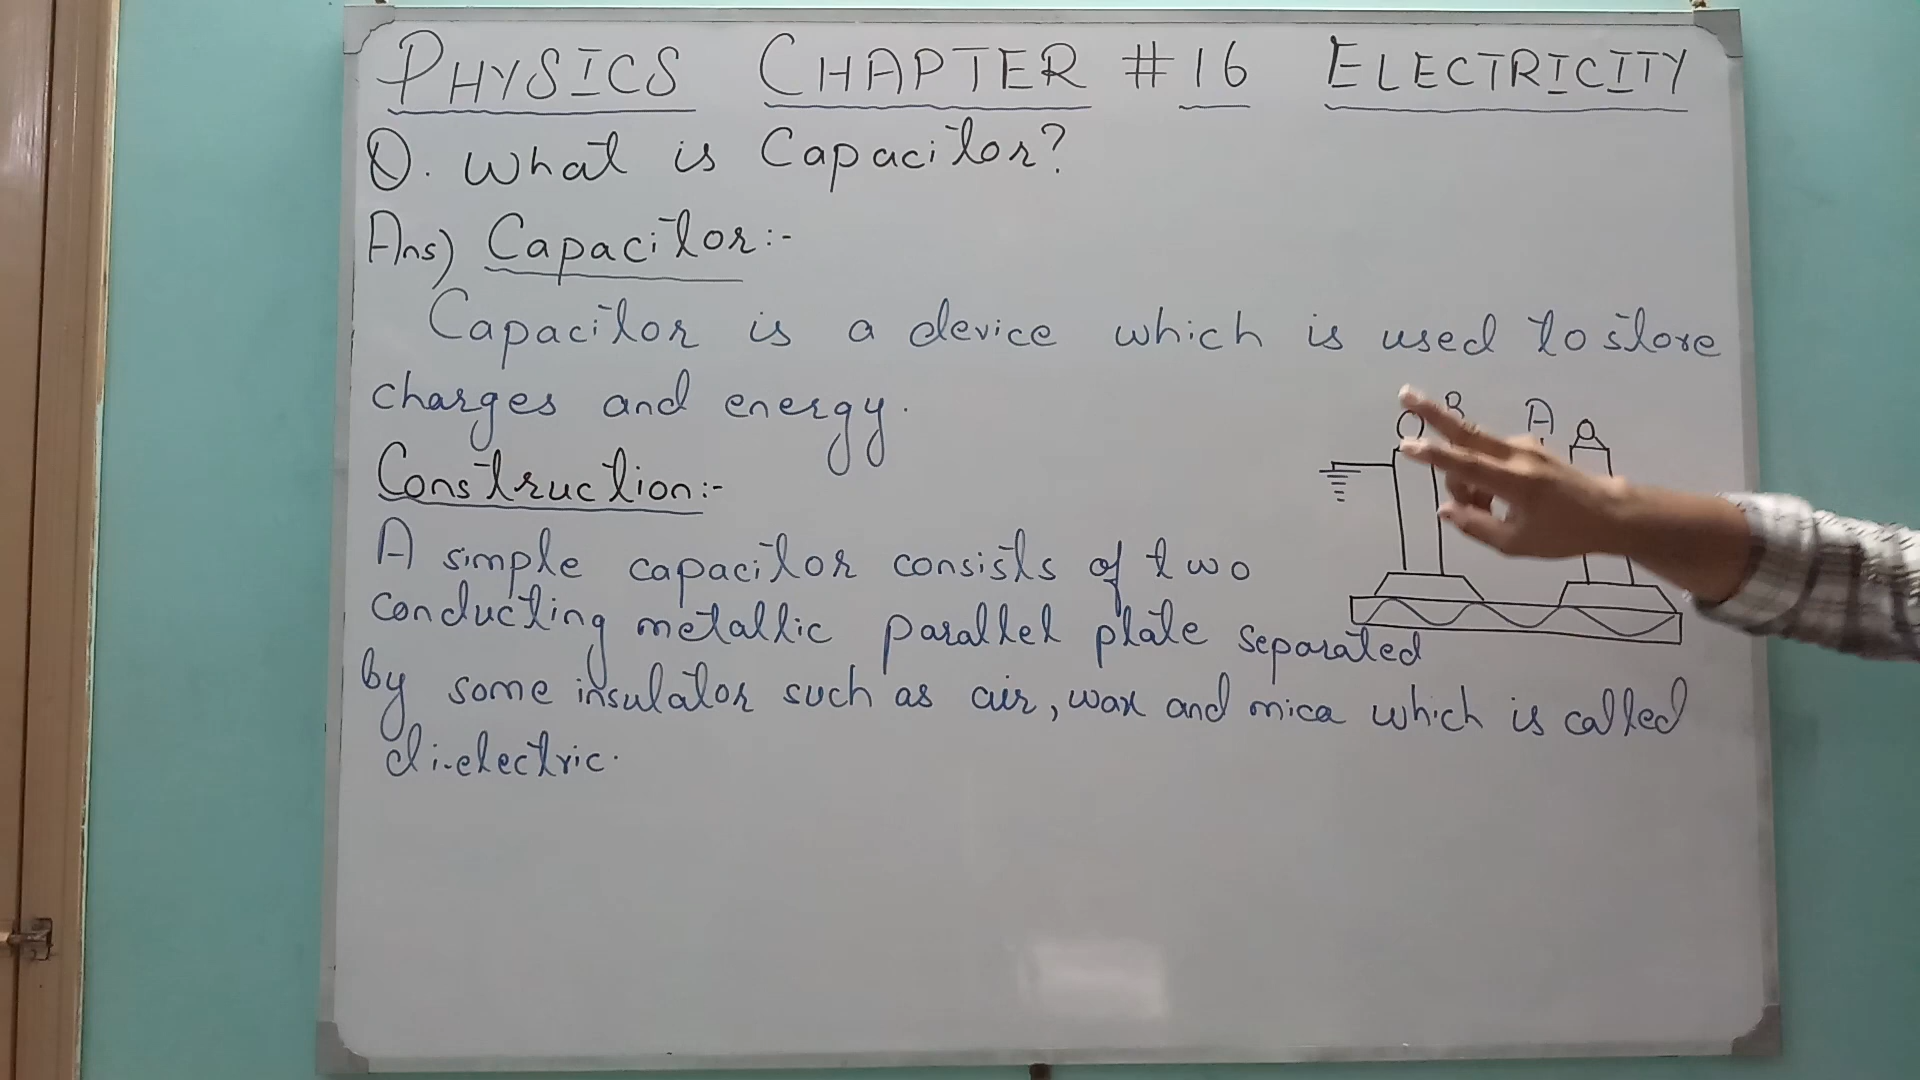 PHYSICS CHAPTER #16 ELECTRICITY
Q. What is Capacitor?
Ans) Capacitor:-
Capacitor is a device which is used to store
charges and energy.
B A
Construction:-
A simple capacitor consists of two
conducting metallic parallel plate separated
by some insulator such as air, wax and mica which is called
di-electric.